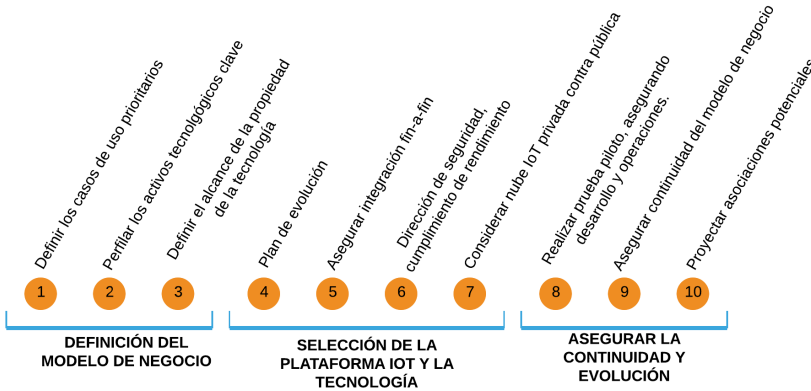 Definir los casos de uso prioritarios
Perfilar los activos tecnolgógicos clave
Definir el alcance de la propiedad
de la tecnología
Plan de evolución
Asegurar integración fin-a-fin
Dirección de seguridad,
cumplimiento de rendimiento
Considerar nube IoT privada contra pública
Realizar prueba piloto, asegurando
desarrollo y operaciones.
Asegurar continuidad del modelo de negocio
Proyectar asociaciones potenciales
1
2
3
4
5
6
7
8
9
10
DEFINICIÓN DEL
MODELO DE NEGOCIO
SELECCIÓN DE LA
PLATAFORMA IOT Y LA
TECNOLOGÍA
ASEGURAR LA
CONTINUIDAD Y
EVOLUCIÓN